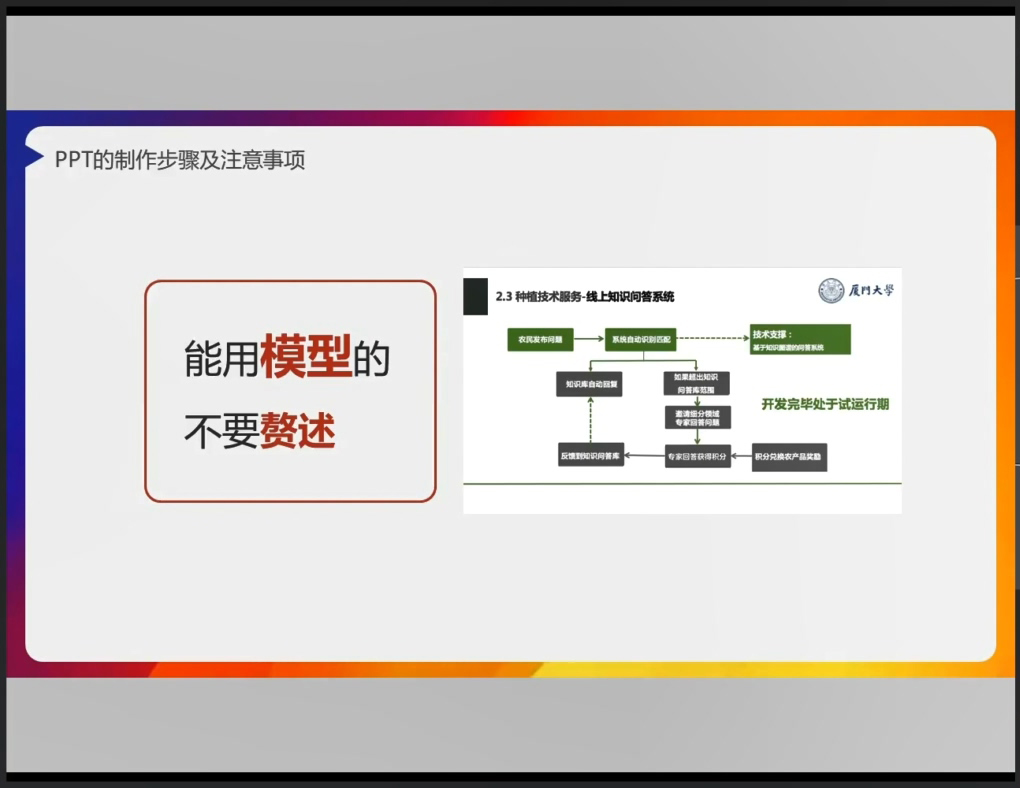 PPT的制作步骤及注意事项
能用模型的
不要赘述
2.3 种植技术服务-线上知识问答系统
厦门大学
农民发布问题
系统自动识别匹配
技术支撑：
基于知识图谱的问答系统
知识库自动回复
如果超出知识
问答库范围
开发完毕处于试运行期
邀请细分领域
专家回答问题
反馈到知识问答库
专家回答获得积分
积分兑换农产品奖励